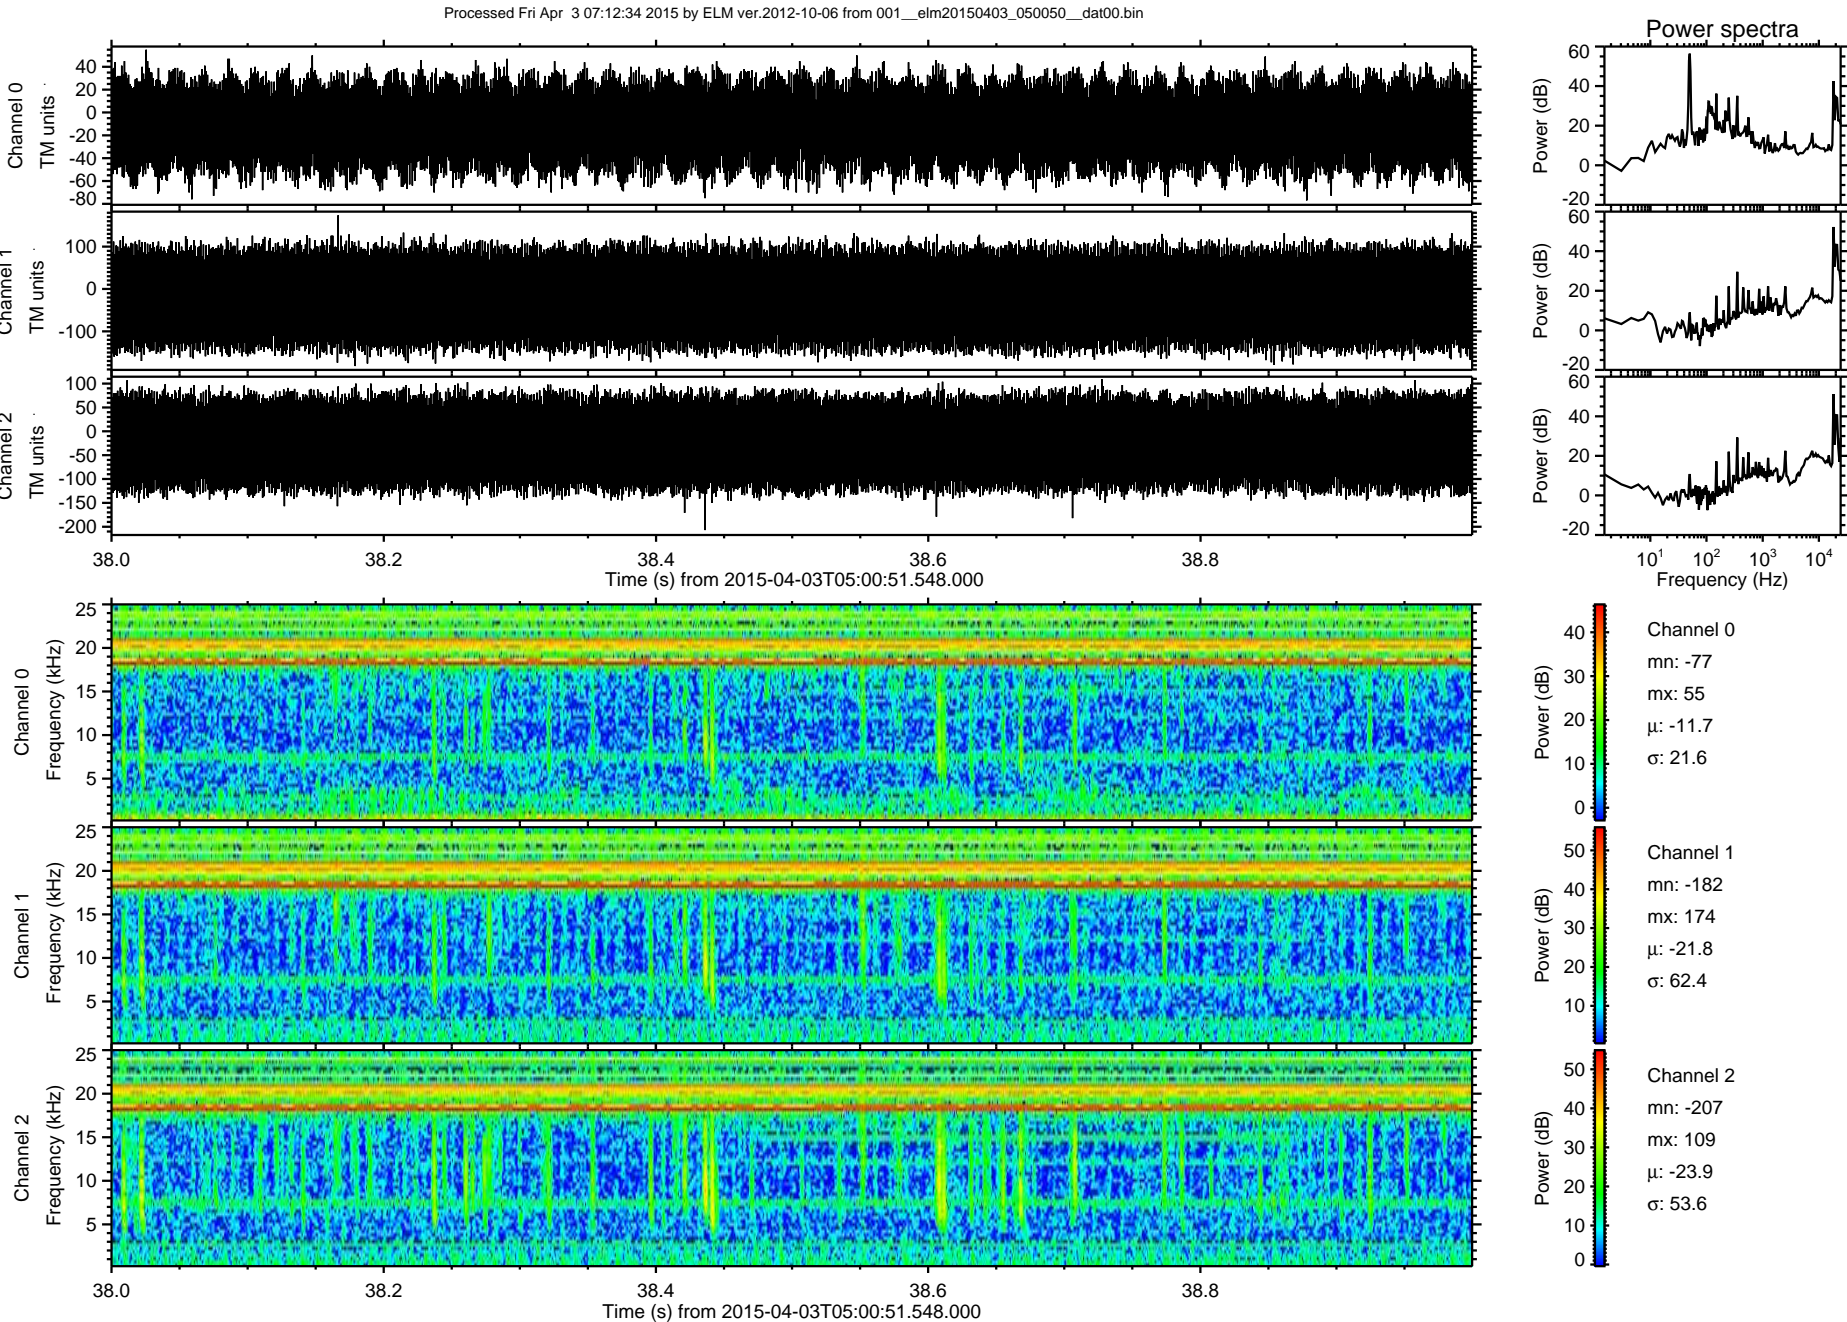 Processed Fri Apr  3 07:12:34 2015 by ELM ver.2012-10-06 from 001__elm20150403_050050__dat00.bin
Power spectra
Channel 0
TM units
40
20
0
-20
-40
-60
-80
Power (dB)
60
40
20
0
-20
Channel 1
TM units
100
0
-100
Power (dB)
60
40
20
0
-20
Channel 2
TM units
100
50
0
-50
-100
-150
-200
Power (dB)
60
40
20
0
-20
38.0
38.2
38.4
38.6
38.8
Time (s) from 2015-04-03T05:00:51.548.000
10¹
10²
10³
10⁴
Frequency (Hz)
Channel 0
Frequency (kHz)
25
20
15
10
5
Power (dB)
40
30
20
10
0
Channel 0
mn: -77
mx: 55
μ: -11.7
σ: 21.6
Channel 1
Frequency (kHz)
25
20
15
10
5
Power (dB)
50
40
30
20
10
Channel 1
mn: -182
mx: 174
μ: -21.8
σ: 62.4
Channel 2
Frequency (kHz)
25
20
15
10
5
Power (dB)
50
40
30
20
10
0
Channel 2
mn: -207
mx: 109
μ: -23.9
σ: 53.6
38.0
38.2
38.4
38.6
38.8
Time (s) from 2015-04-03T05:00:51.548.000